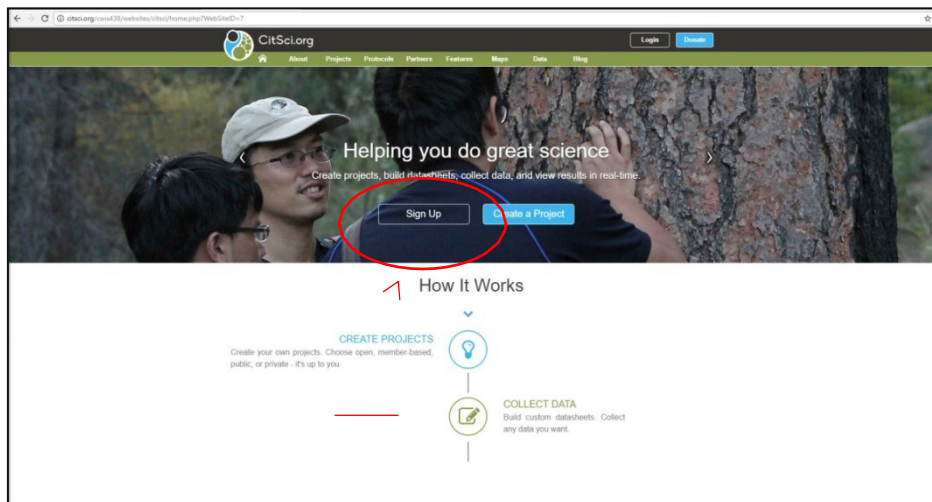 citsci.org/cwis438/websites/citsci/home.php?WebSiteID=7
CitSci.org
Login Donate
About Projects Protocols Partners Features Maps Data Blog
Helping you do great science
Create projects, build datasheets, collect data, and view results in real-time.
Sign Up Create a Project
How It Works
CREATE PROJECTS
Create your own projects. Choose open, member-based,
public, or private - it's up to you
COLLECT DATA
Build custom datasheets. Collect
any data you want.